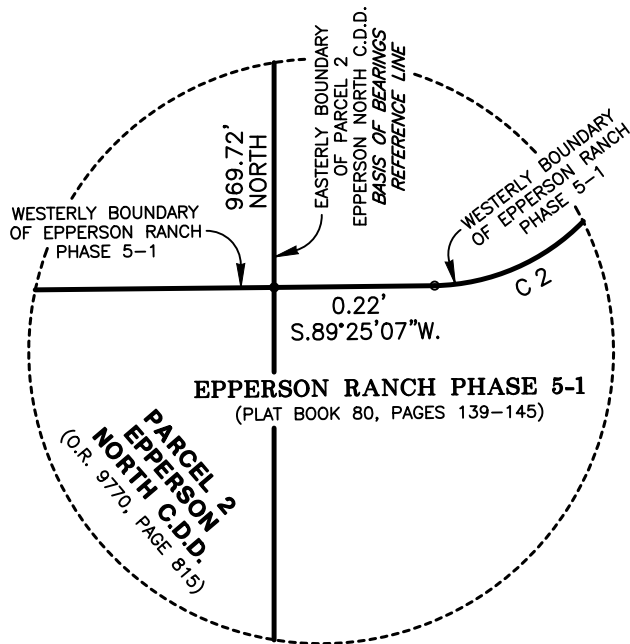 EASTERLY BOUNDARY
OF PARCEL 2
EPPERSON NORTH C.D.D.
BASIS OF BEARINGS
REFERENCE LINE
969.72'
NORTH
WESTERLY BOUNDARY
OF EPPERSON RANCH
PHASE 5-1
WESTERLY BOUNDARY
OF EPPERSON RANCH
PHASE 5-1
C 2
0.22'
S.89°25'07"W.
EPPERSON RANCH PHASE 5-1
(PLAT BOOK 80, PAGES 139-145)
PARCEL 2
EPPERSON
NORTH C.D.D.
(O.R. 9770, PAGE 815)